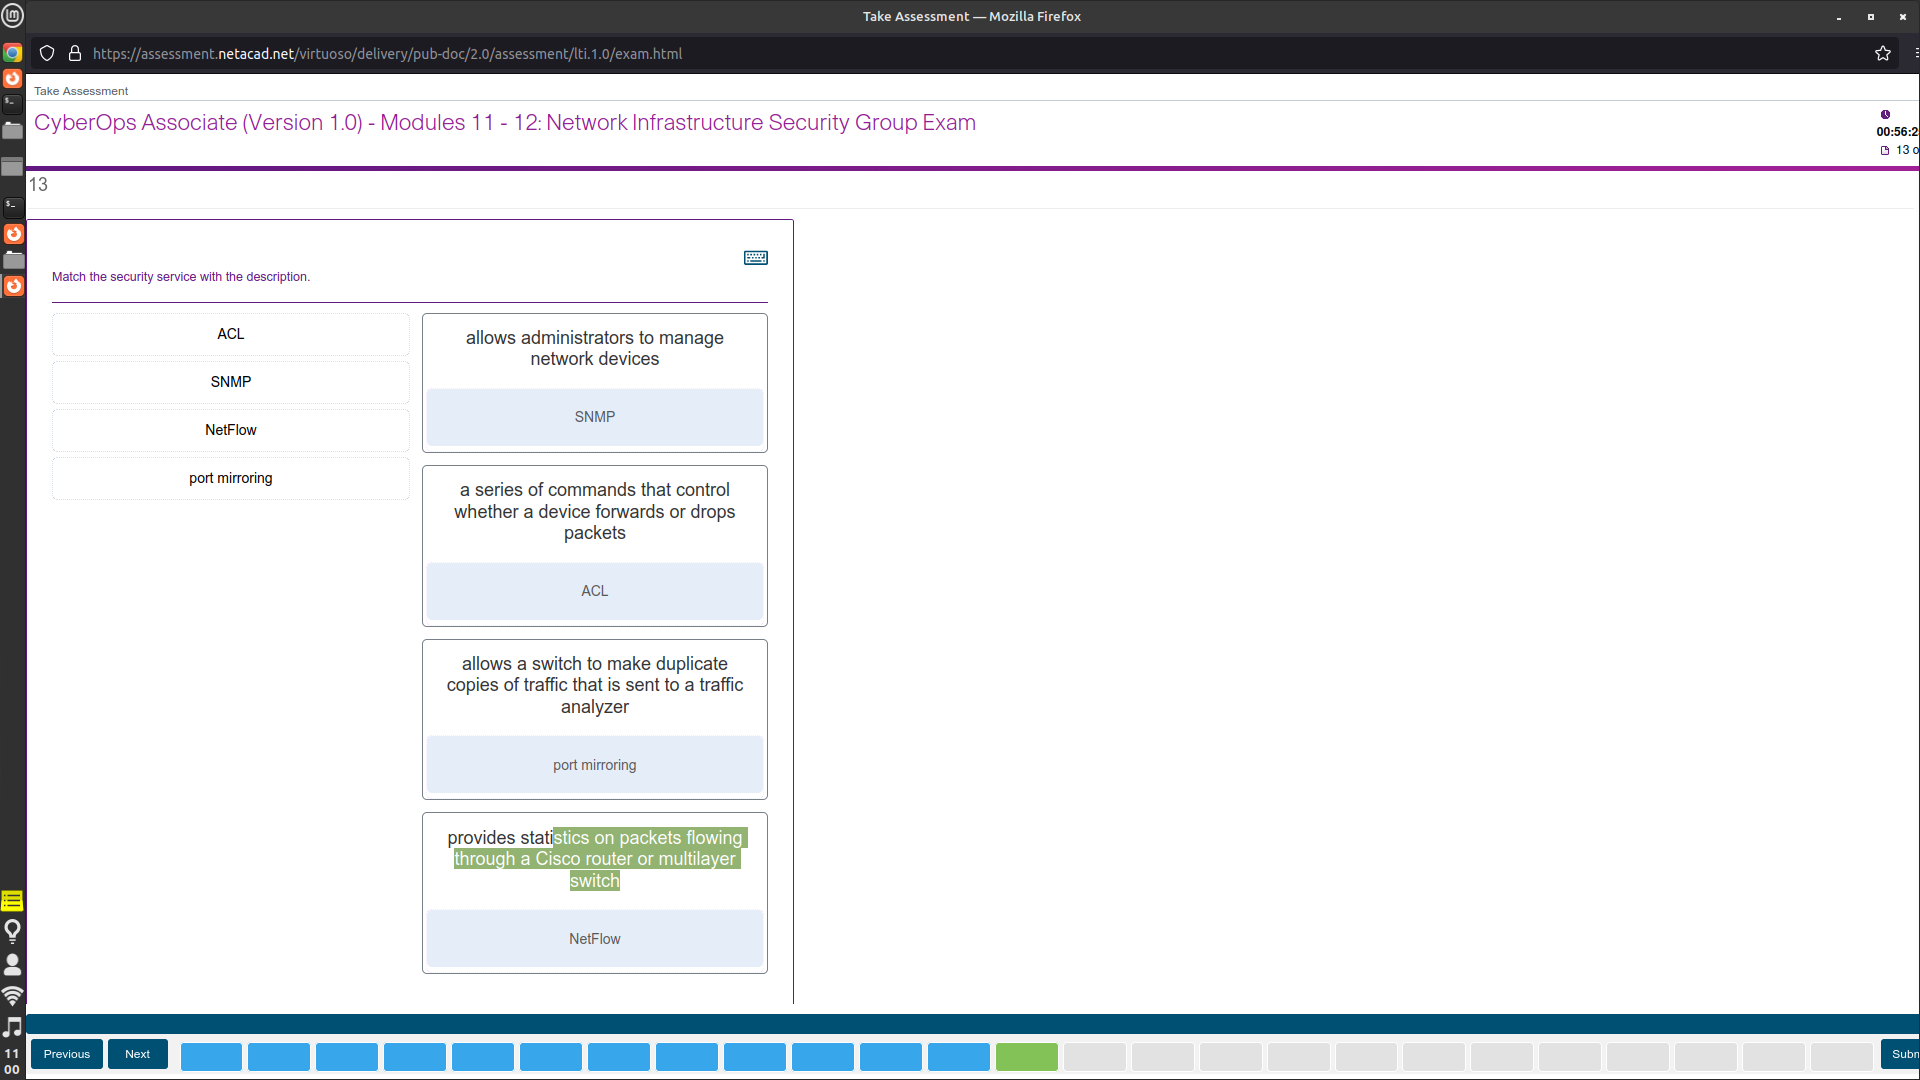 Take Assessment — Mozilla Firefox
https://assessment.netacad.net/virtuoso/delivery/pub-doc/2.0/assessment/lti.1.0/exam.html
Take Assessment
CyberOps Associate (Version 1.0) - Modules 11 - 12: Network Infrastructure Security Group Exam
00:56:2
13 o
13
Match the security service with the description.
ACL
SNMP
NetFlow
port mirroring
allows administrators to manage
network devices
SNMP
a series of commands that control
whether a device forwards or drops
packets
ACL
allows a switch to make duplicate
copies of traffic that is sent to a traffic
analyzer
port mirroring
provides statistics on packets flowing
through a Cisco router or multilayer
switch
NetFlow
11
00
Previous
Next
Subm